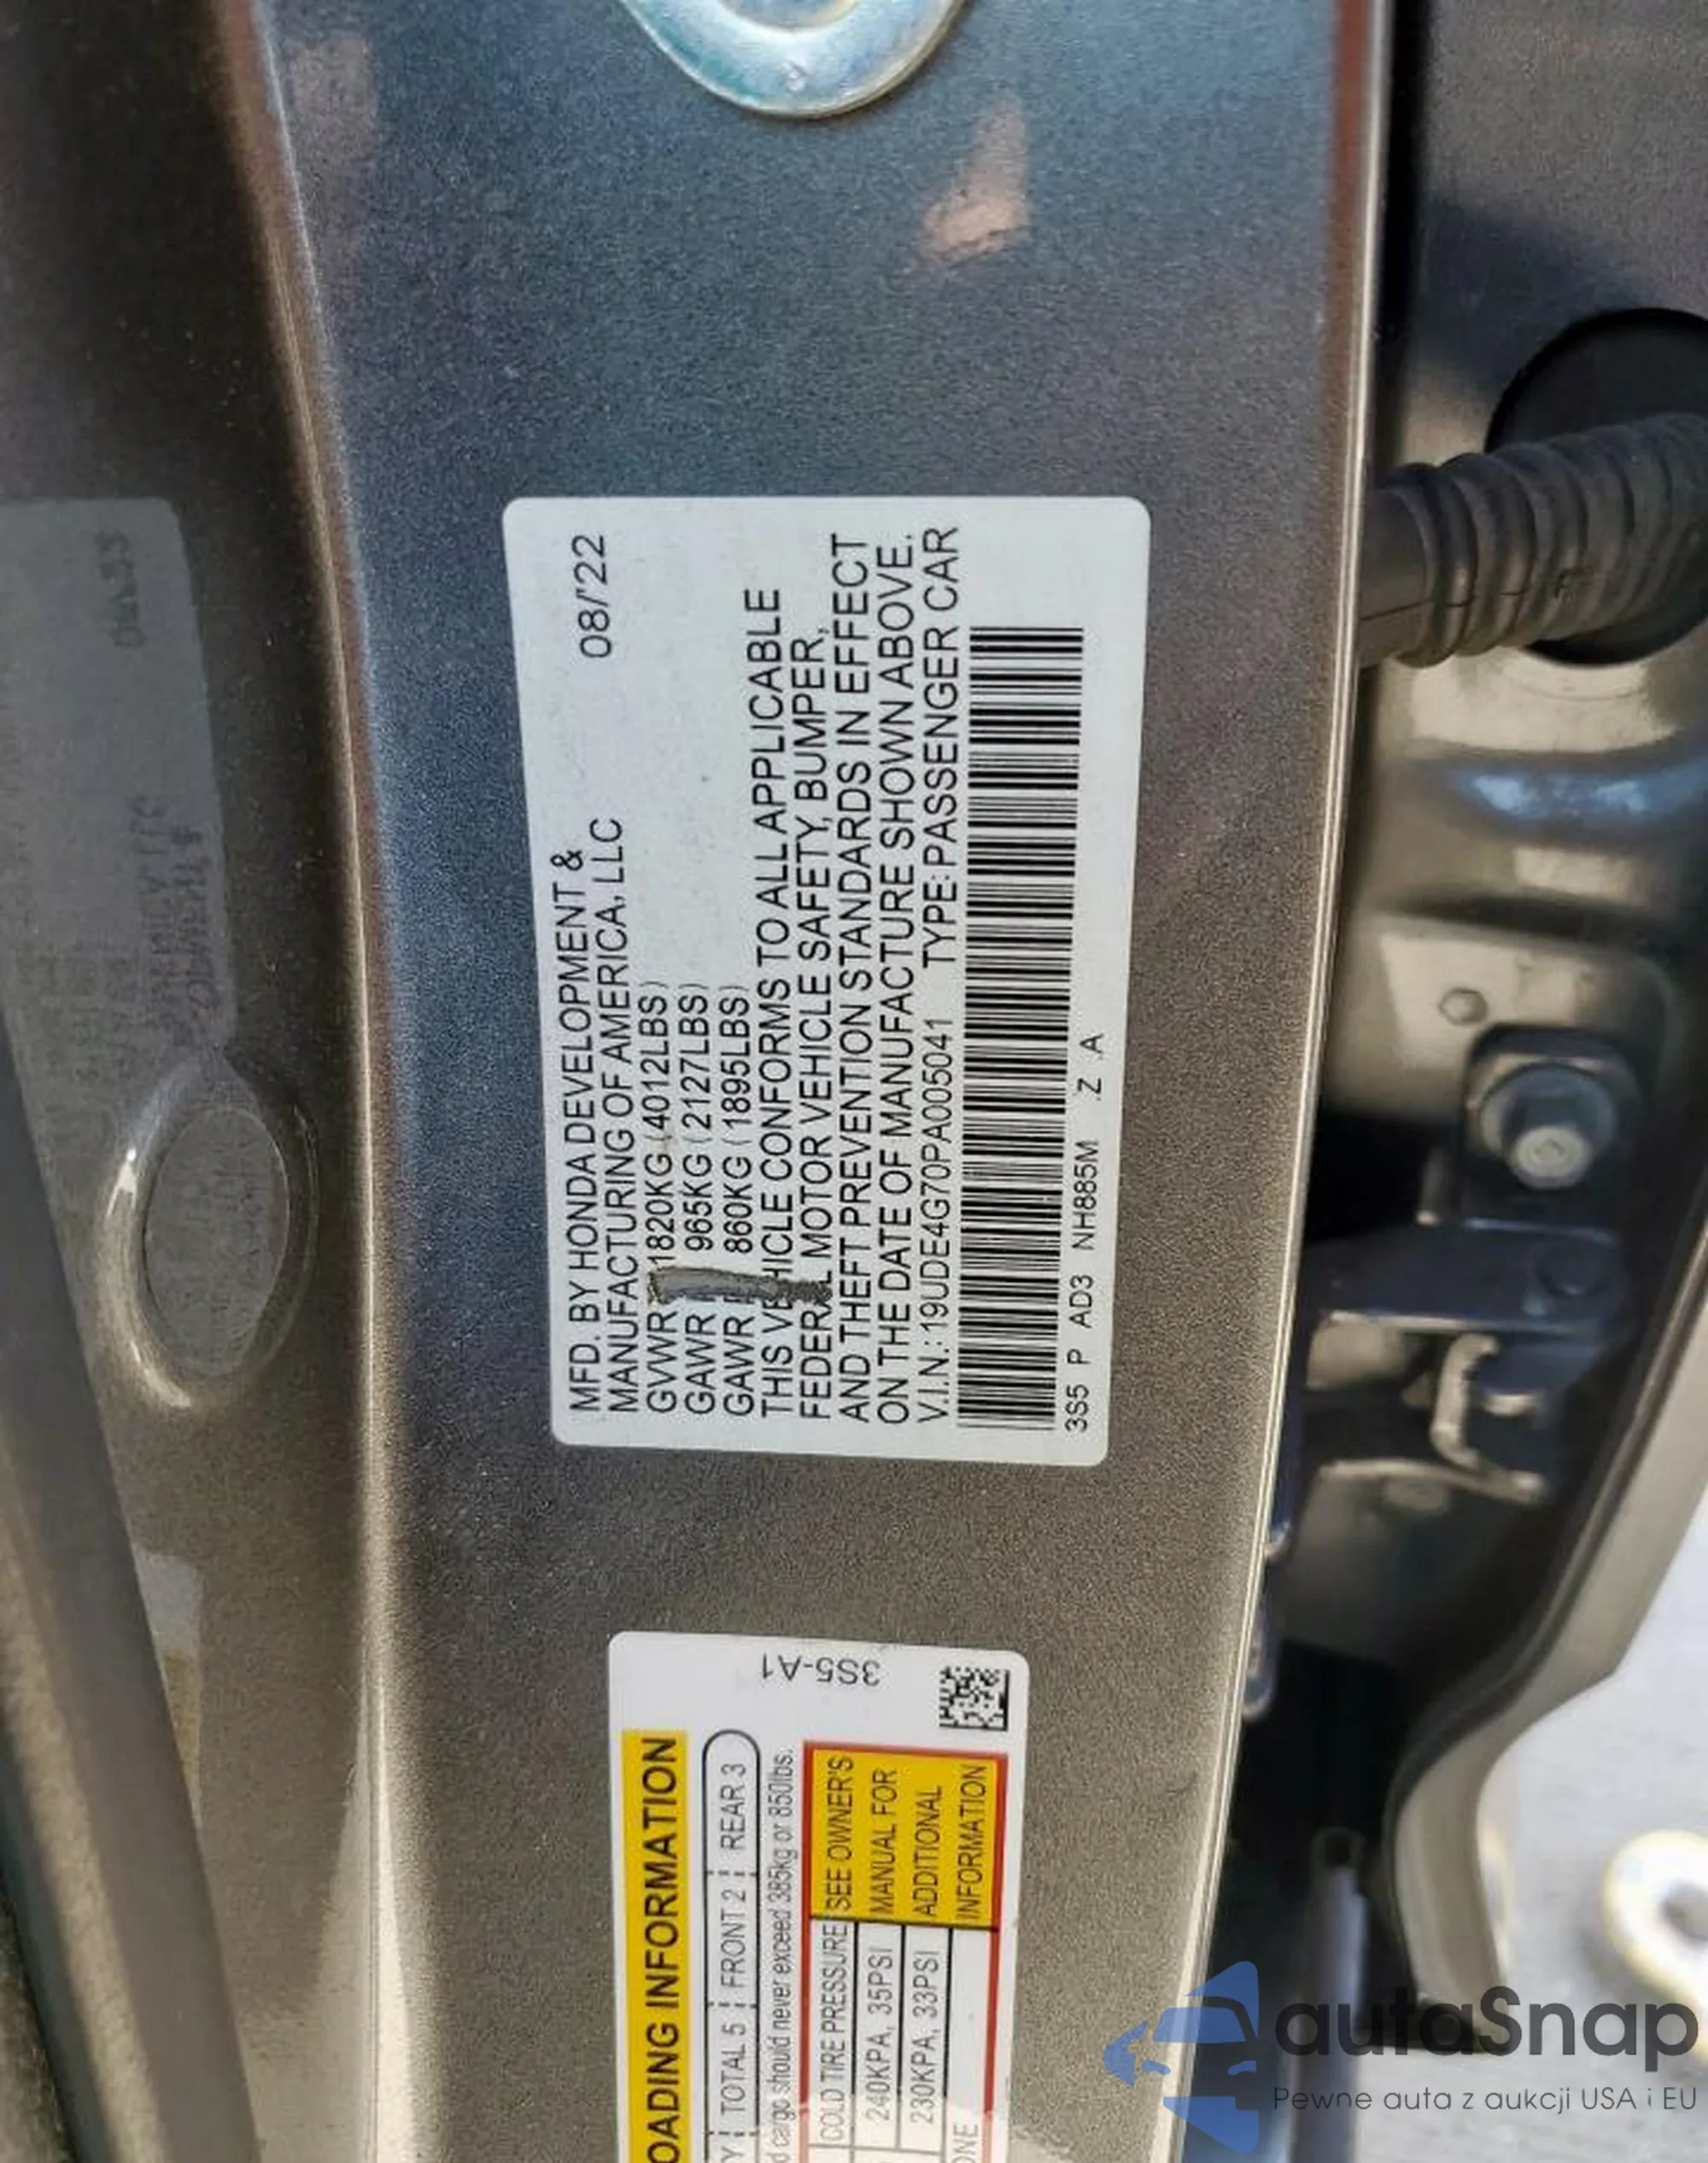 MFD. BY HONDA DEVELOPMENT &
MANUFACTURING OF AMERICA, LLC 08/'22
GVWR 1820KG (4012LBS)
GAWR 965KG (2127LBS)
GAWR 860KG (1895LBS)
THIS VEHICLE CONFORMS TO ALL APPLICABLE
FEDERAL MOTOR VEHICLE SAFETY, BUMPER,
AND THEFT PREVENTION STANDARDS IN EFFECT
ON THE DATE OF MANUFACTURE SHOWN ABOVE.
V.I.N.: 19UDE4G70PA005041 TYPE: PASSENGER CAR
3S5 P AD3 NH885M Z A
3S5-A1
OADING INFORMATION
Y TOTAL 5 FRONT 2 REAR 3
d cargo should never exceed 385kg or 850lbs.
COLD TIRE PRESSURE
240KPA, 35PSI
230KPA, 33PSI
ONE
SEE OWNER'S
MANUAL FOR
ADDITIONAL
INFORMATION
autaSnap
Pewne auta z aukcji USA i EU